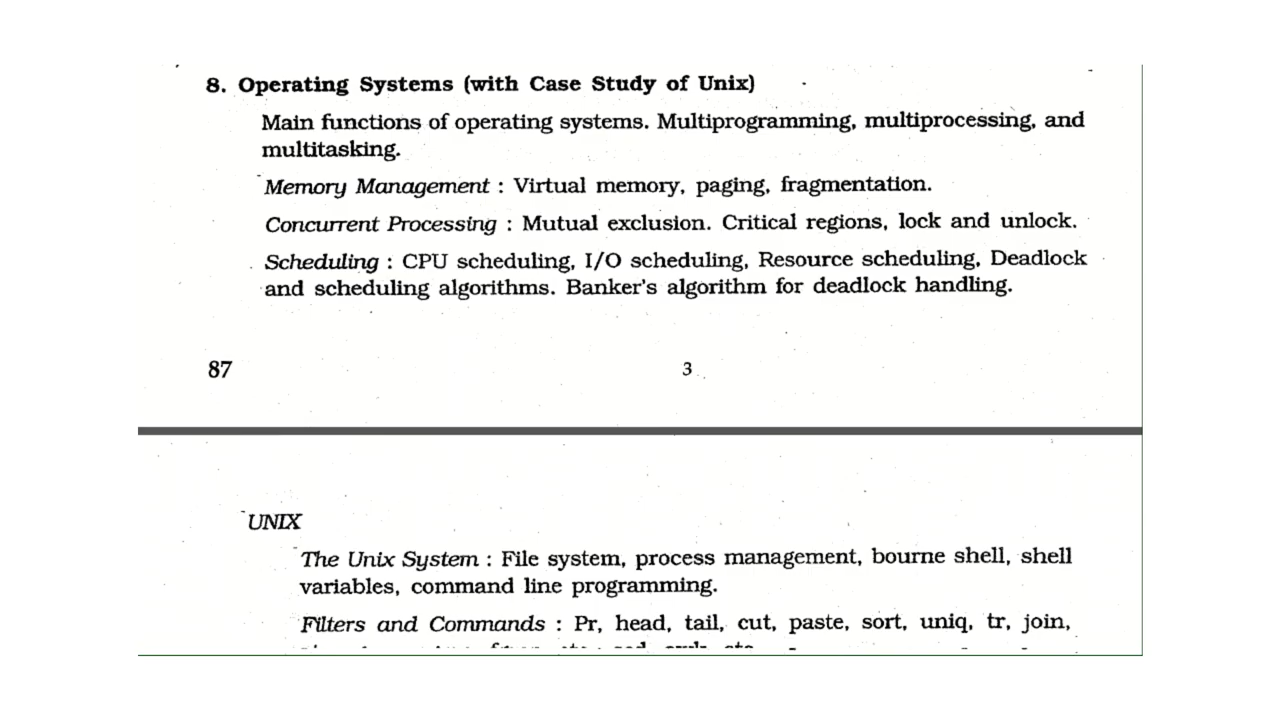 8. Operating Systems (with Case Study of Unix)
Main functions of operating systems. Multiprogramming, multiprocessing, and
multitasking.
Memory Management : Virtual memory, paging, fragmentation.
Concurrent Processing : Mutual exclusion. Critical regions, lock and unlock.
Scheduling : CPU scheduling, I/O scheduling, Resource scheduling, Deadlock
and scheduling algorithms. Banker's algorithm for deadlock handling.
87
3
UNIX
The Unix System : File system, process management, bourne shell, shell
variables, command line programming.
Filters and Commands : Pr, head, tail, cut, paste, sort, uniq, tr, join,